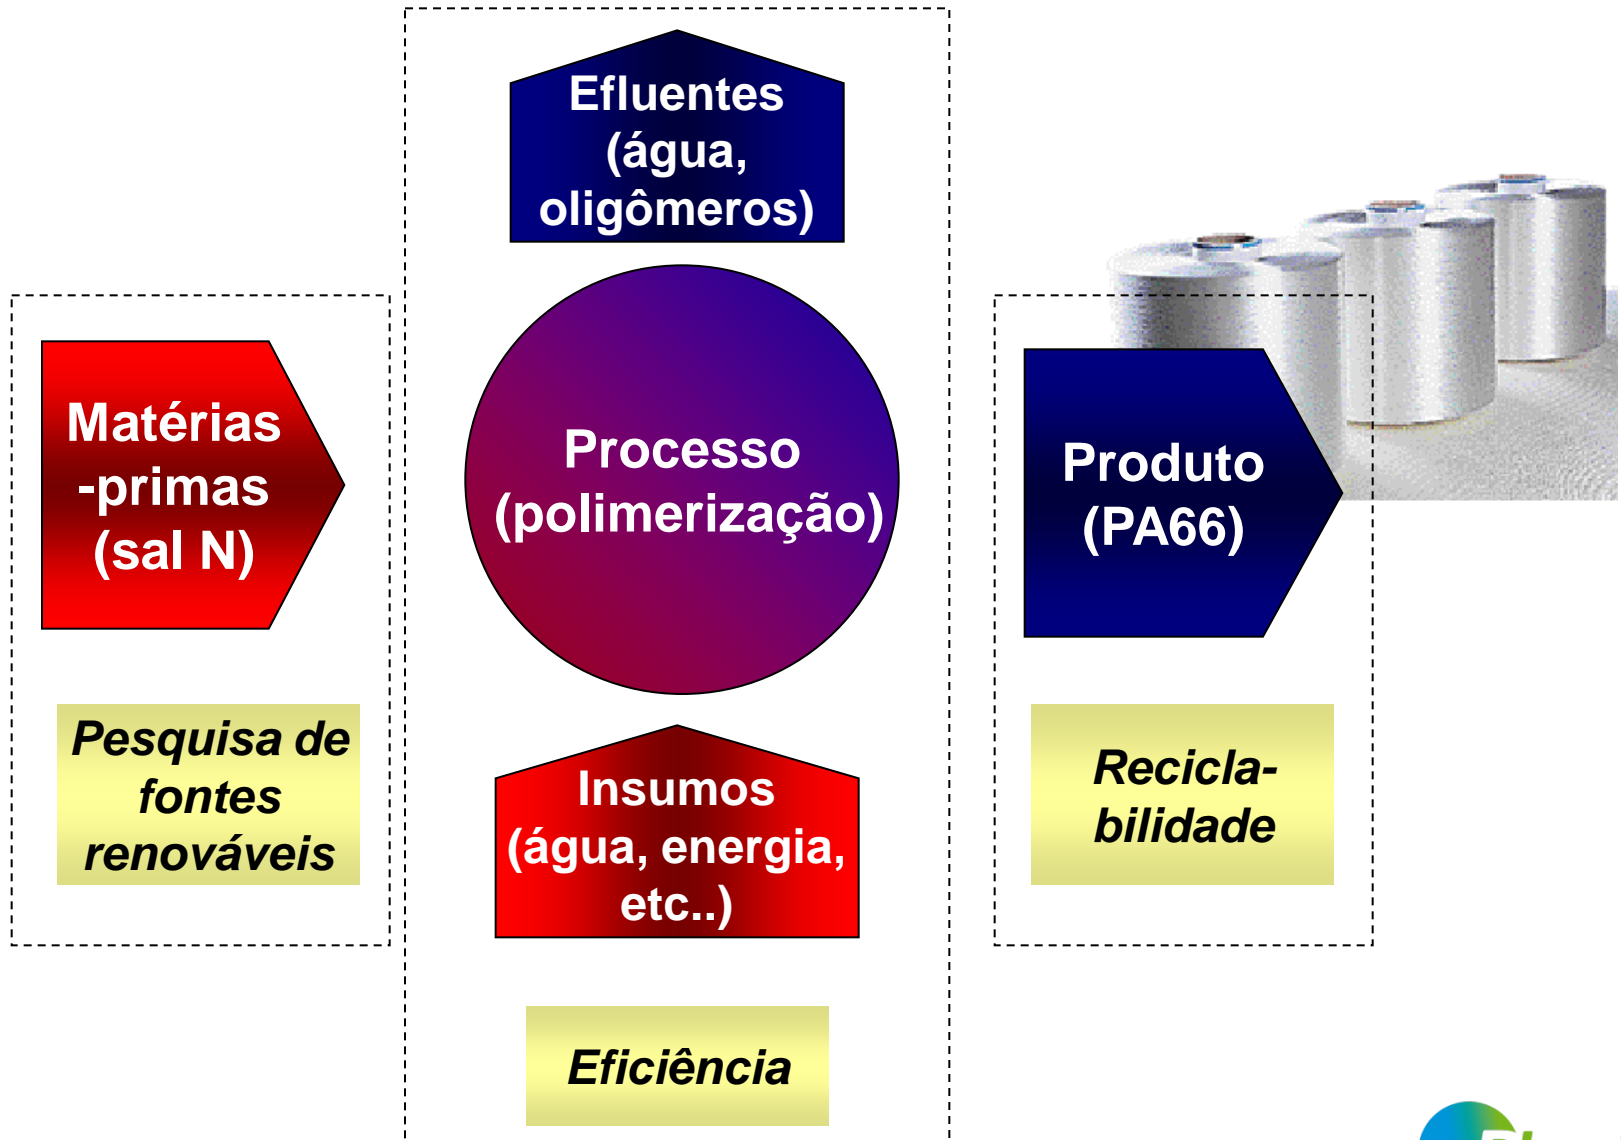 Efluentes
(água,
oligômeros)
Matérias
-primas
(sal N)
Processo
(polimerização)
Produto
(PA66)
Pesquisa de
fontes
renováveis
Insumos
(água, energia,
etc..)
Recicla-
bilidade
Eficiência